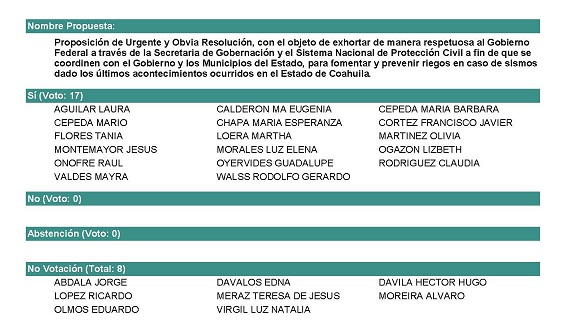 Nombre Propuesta:
Proposición de Urgente y Obvia Resolución, con el objeto de exhortar de manera respetuosa al Gobierno
Federal a través de la Secretaria de Gobernación y el Sistema Nacional de Protección Civil a fin de que se
coordinen con el Gobierno y los Municipios del Estado, para fomentar y prevenir riegos en caso de sismos
dado los últimos acontecimientos ocurridos en el Estado de Coahuila.
Sí (Voto: 17)
AGUILAR LAURA CALDERON MA EUGENIA CEPEDA MARIA BARBARA
CEPEDA MARIO CHAPA MARIA ESPERANZA CORTEZ FRANCISCO JAVIER
FLORES TANIA LOERA MARTHA MARTINEZ OLIVIA
MONTEMAYOR JESUS MORALES LUZ ELENA OGAZON LIZBETH
ONOFRE RAUL OYERVIDES GUADALUPE RODRIGUEZ CLAUDIA
VALDES MAYRA WALSS RODOLFO GERARDO
No (Voto: 0)
Abstención (Voto: 0)
No Votación (Total: 8)
ABDALA JORGE DAVALOS EDNA DAVILA HECTOR HUGO
LOPEZ RICARDO MERAZ TERESA DE JESUS MOREIRA ALVARO
OLMOS EDUARDO VIRGIL LUZ NATALIA